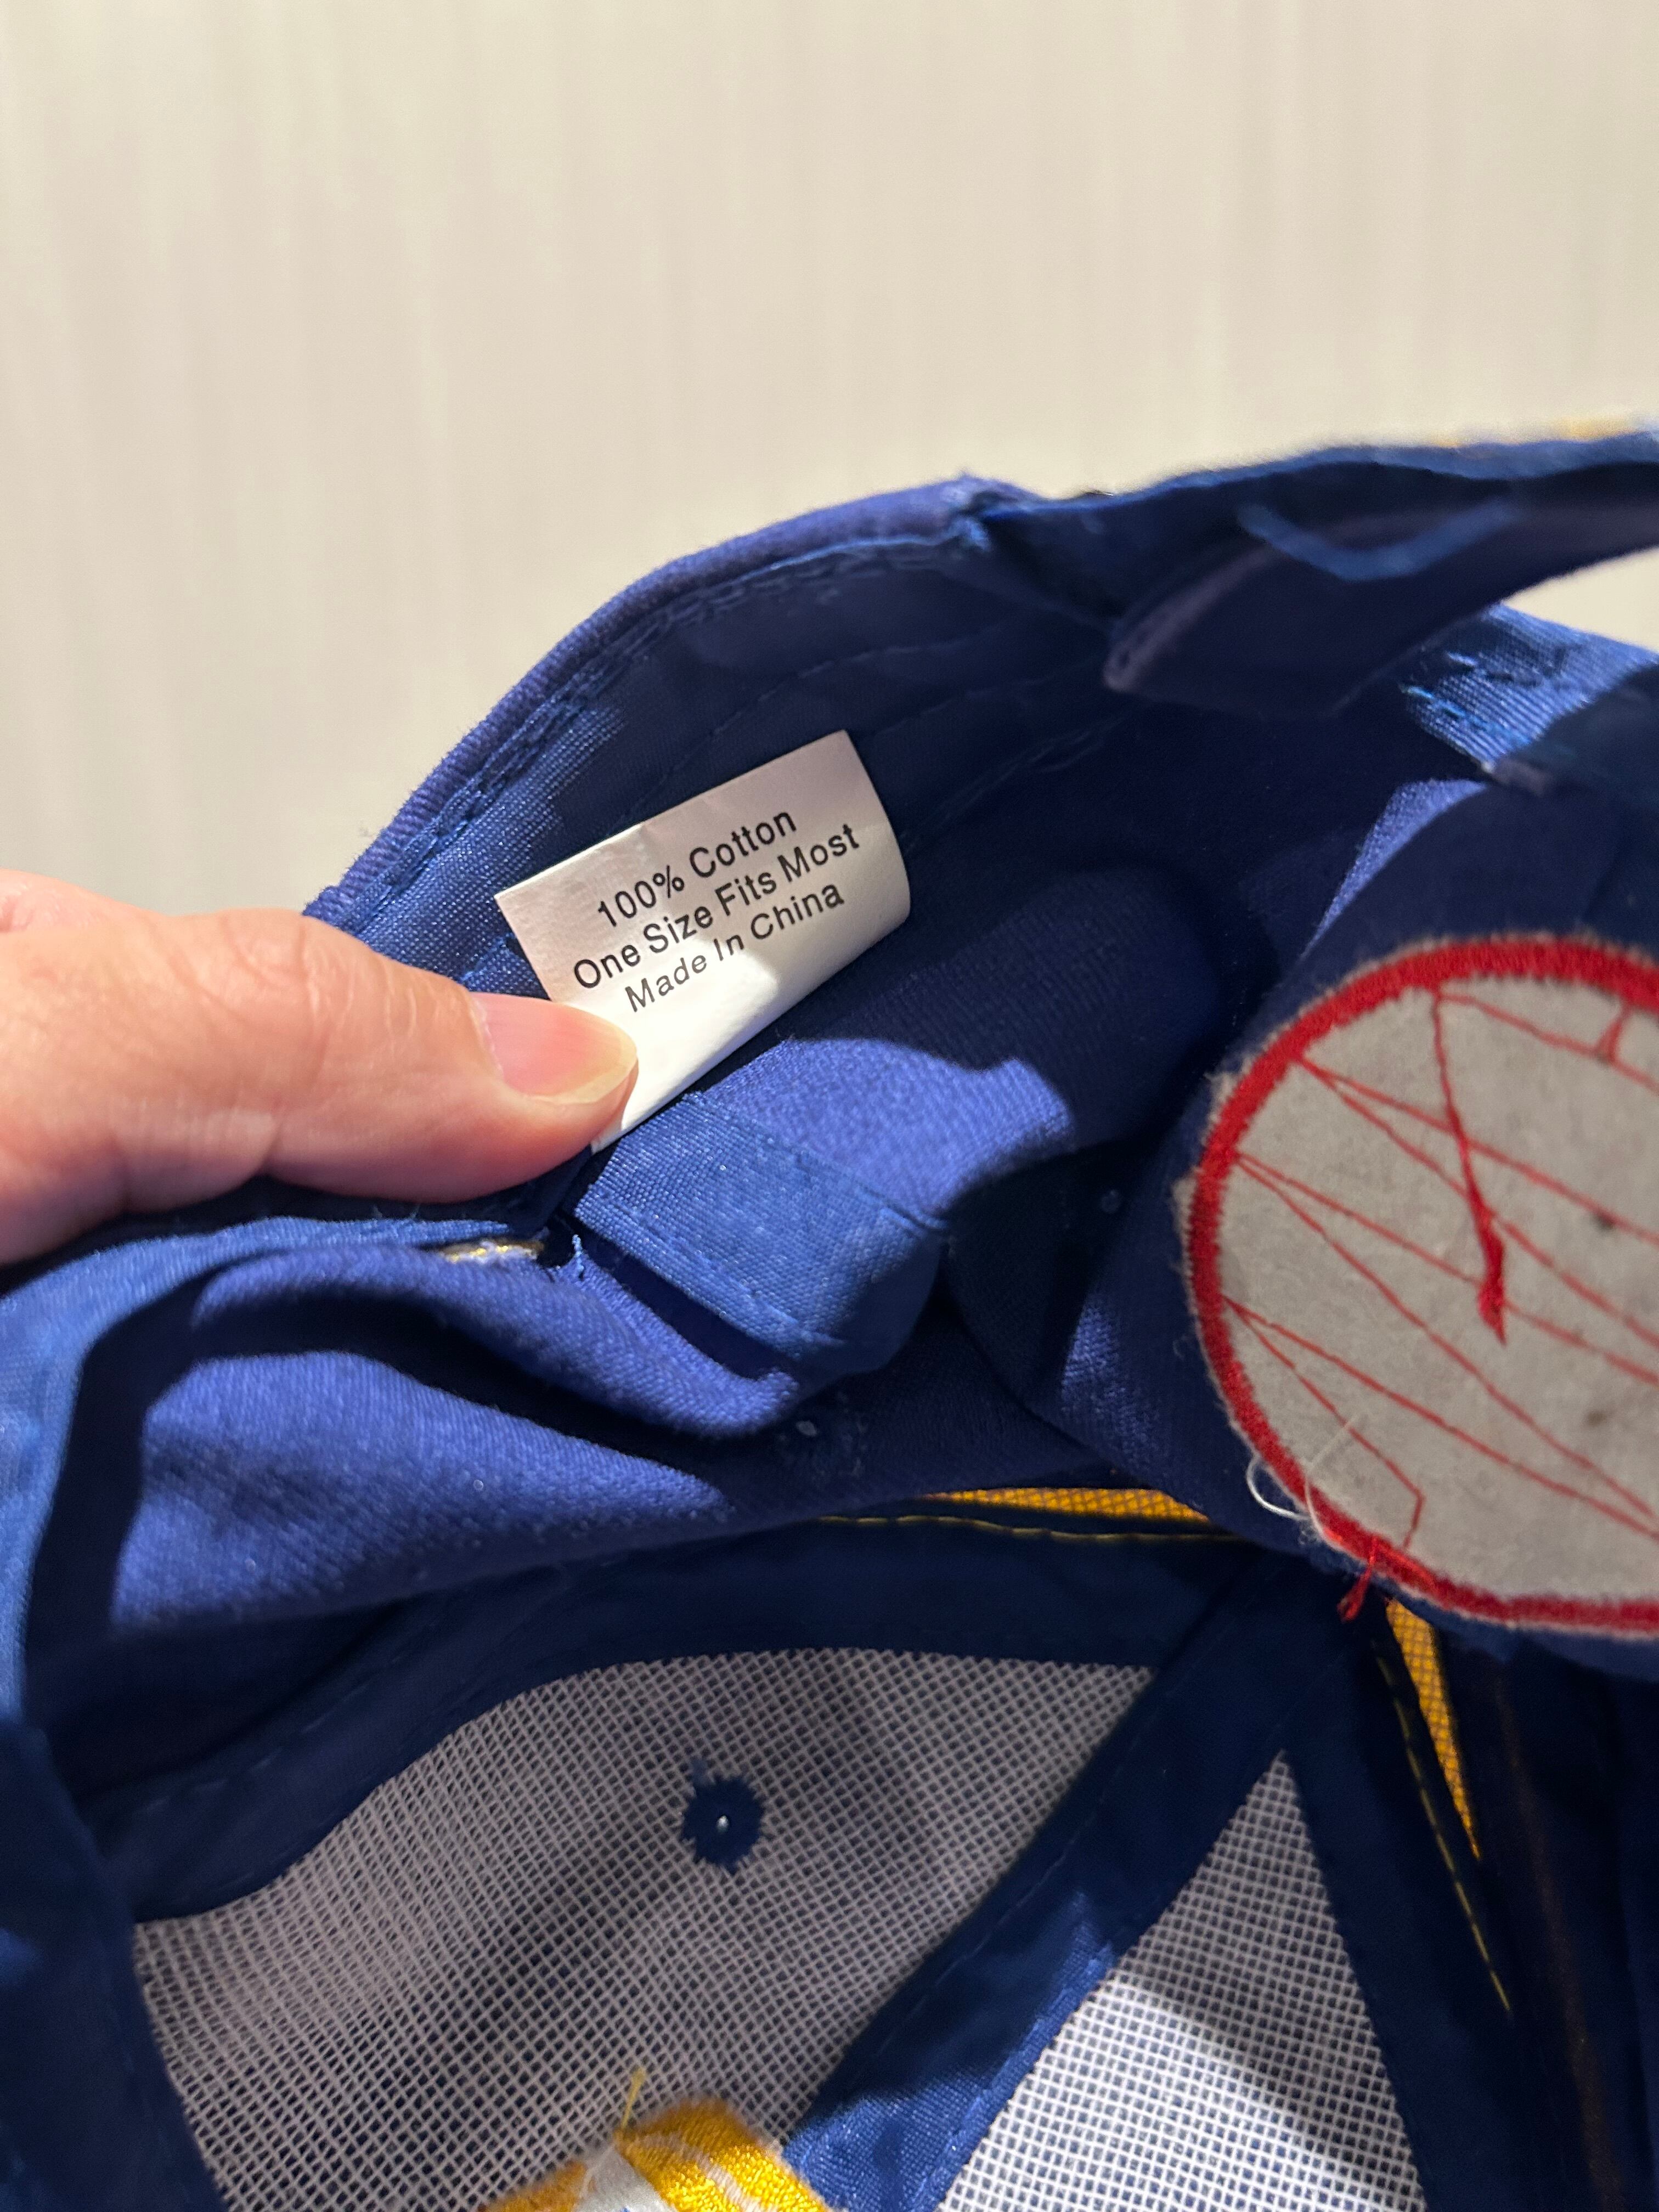 100% Cotton
One Size Fits Most
Made In China